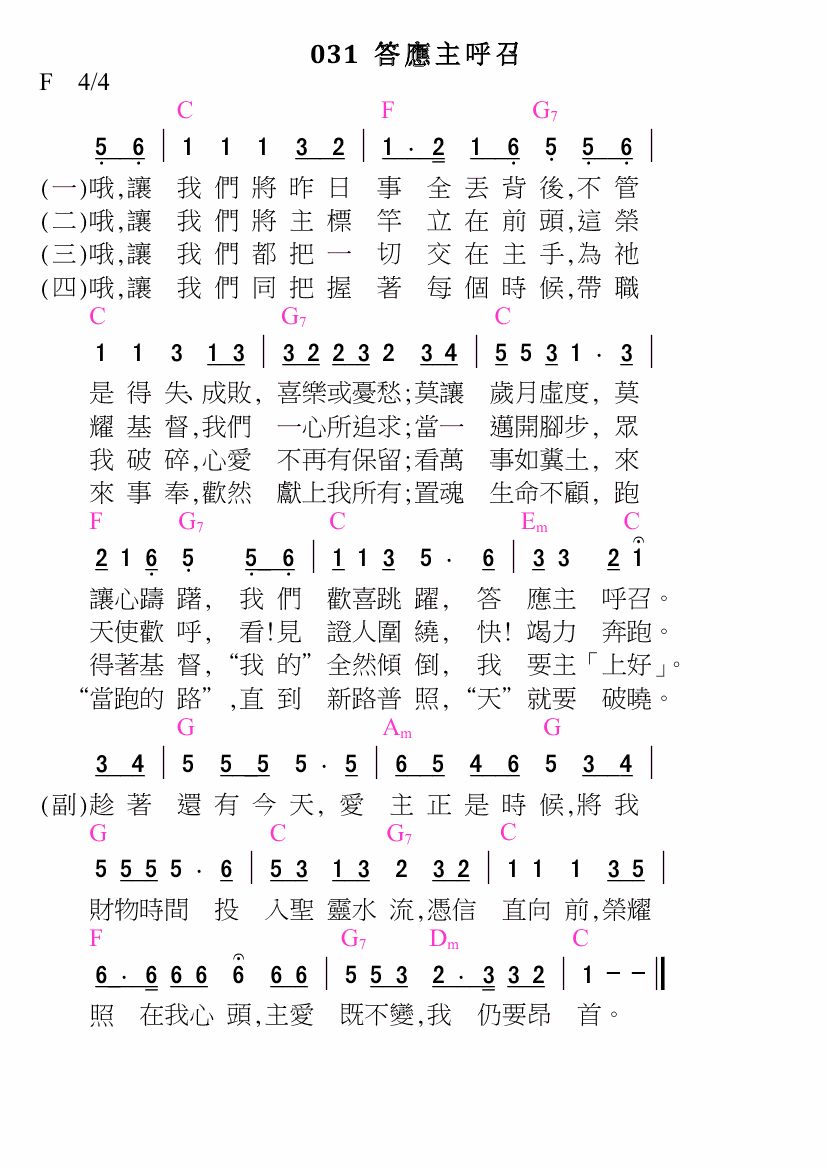 031 答應主呼召
F 4/4
C F G7
5 6 | 1 1 1 3 2 | 1 · 2 1 6 5 5 6 |
(一)哦,讓 我們將昨日 事 全丟背後,不管
(二)哦,讓 我們將主標 竿 立在前頭,這榮
(三)哦,讓 我們都把一 切 交在主手,為祂
(四)哦,讓 我們同把握 著 每個時候,帶職
C G7 C
1 1 3 1 3 | 3 2 2 3 2 3 4 | 5 5 3 1 · 3 |
是得失、成敗, 喜樂或憂愁;莫讓 歲月虛度, 莫
耀基督,我們 一心所追求;當一 邁開腳步, 眾
我破碎,心愛 不再有保留;看萬 事如糞土, 來
來事奉,歡然 獻上我所有;置魂 生命不顧, 跑
F G7 C Em C
2 1 6 5 5 6 | 1 1 3 5 · 6 | 3 3 2 1
讓心躊躇, 我們 歡喜跳躍, 答 應主 呼召。
天使歡呼, 看!見 證人圍繞, 快! 竭力 奔跑。
得著基督, “我的” 全然傾倒, 我 要主「上好」。
“當跑的路”,直到 新路普照, “天” 就要 破曉。
G Am G
3 4 | 5 5 5 5 · 5 | 6 5 4 6 5 3 4 |
(副)趁著 還有今天, 愛 主正是時候,將我
G C G7 C
5 5 5 5 · 6 | 5 3 1 3 2 3 2 | 1 1 1 3 5 |
財物時間 投 入聖靈水流,憑信 直向前,榮耀
F G7 Dm C
6 · 6 6 6 6 6 6 | 5 5 3 2 · 3 3 2 | 1 – – ‖
照 在我心頭,主愛 既不變,我 仍要昂 首。